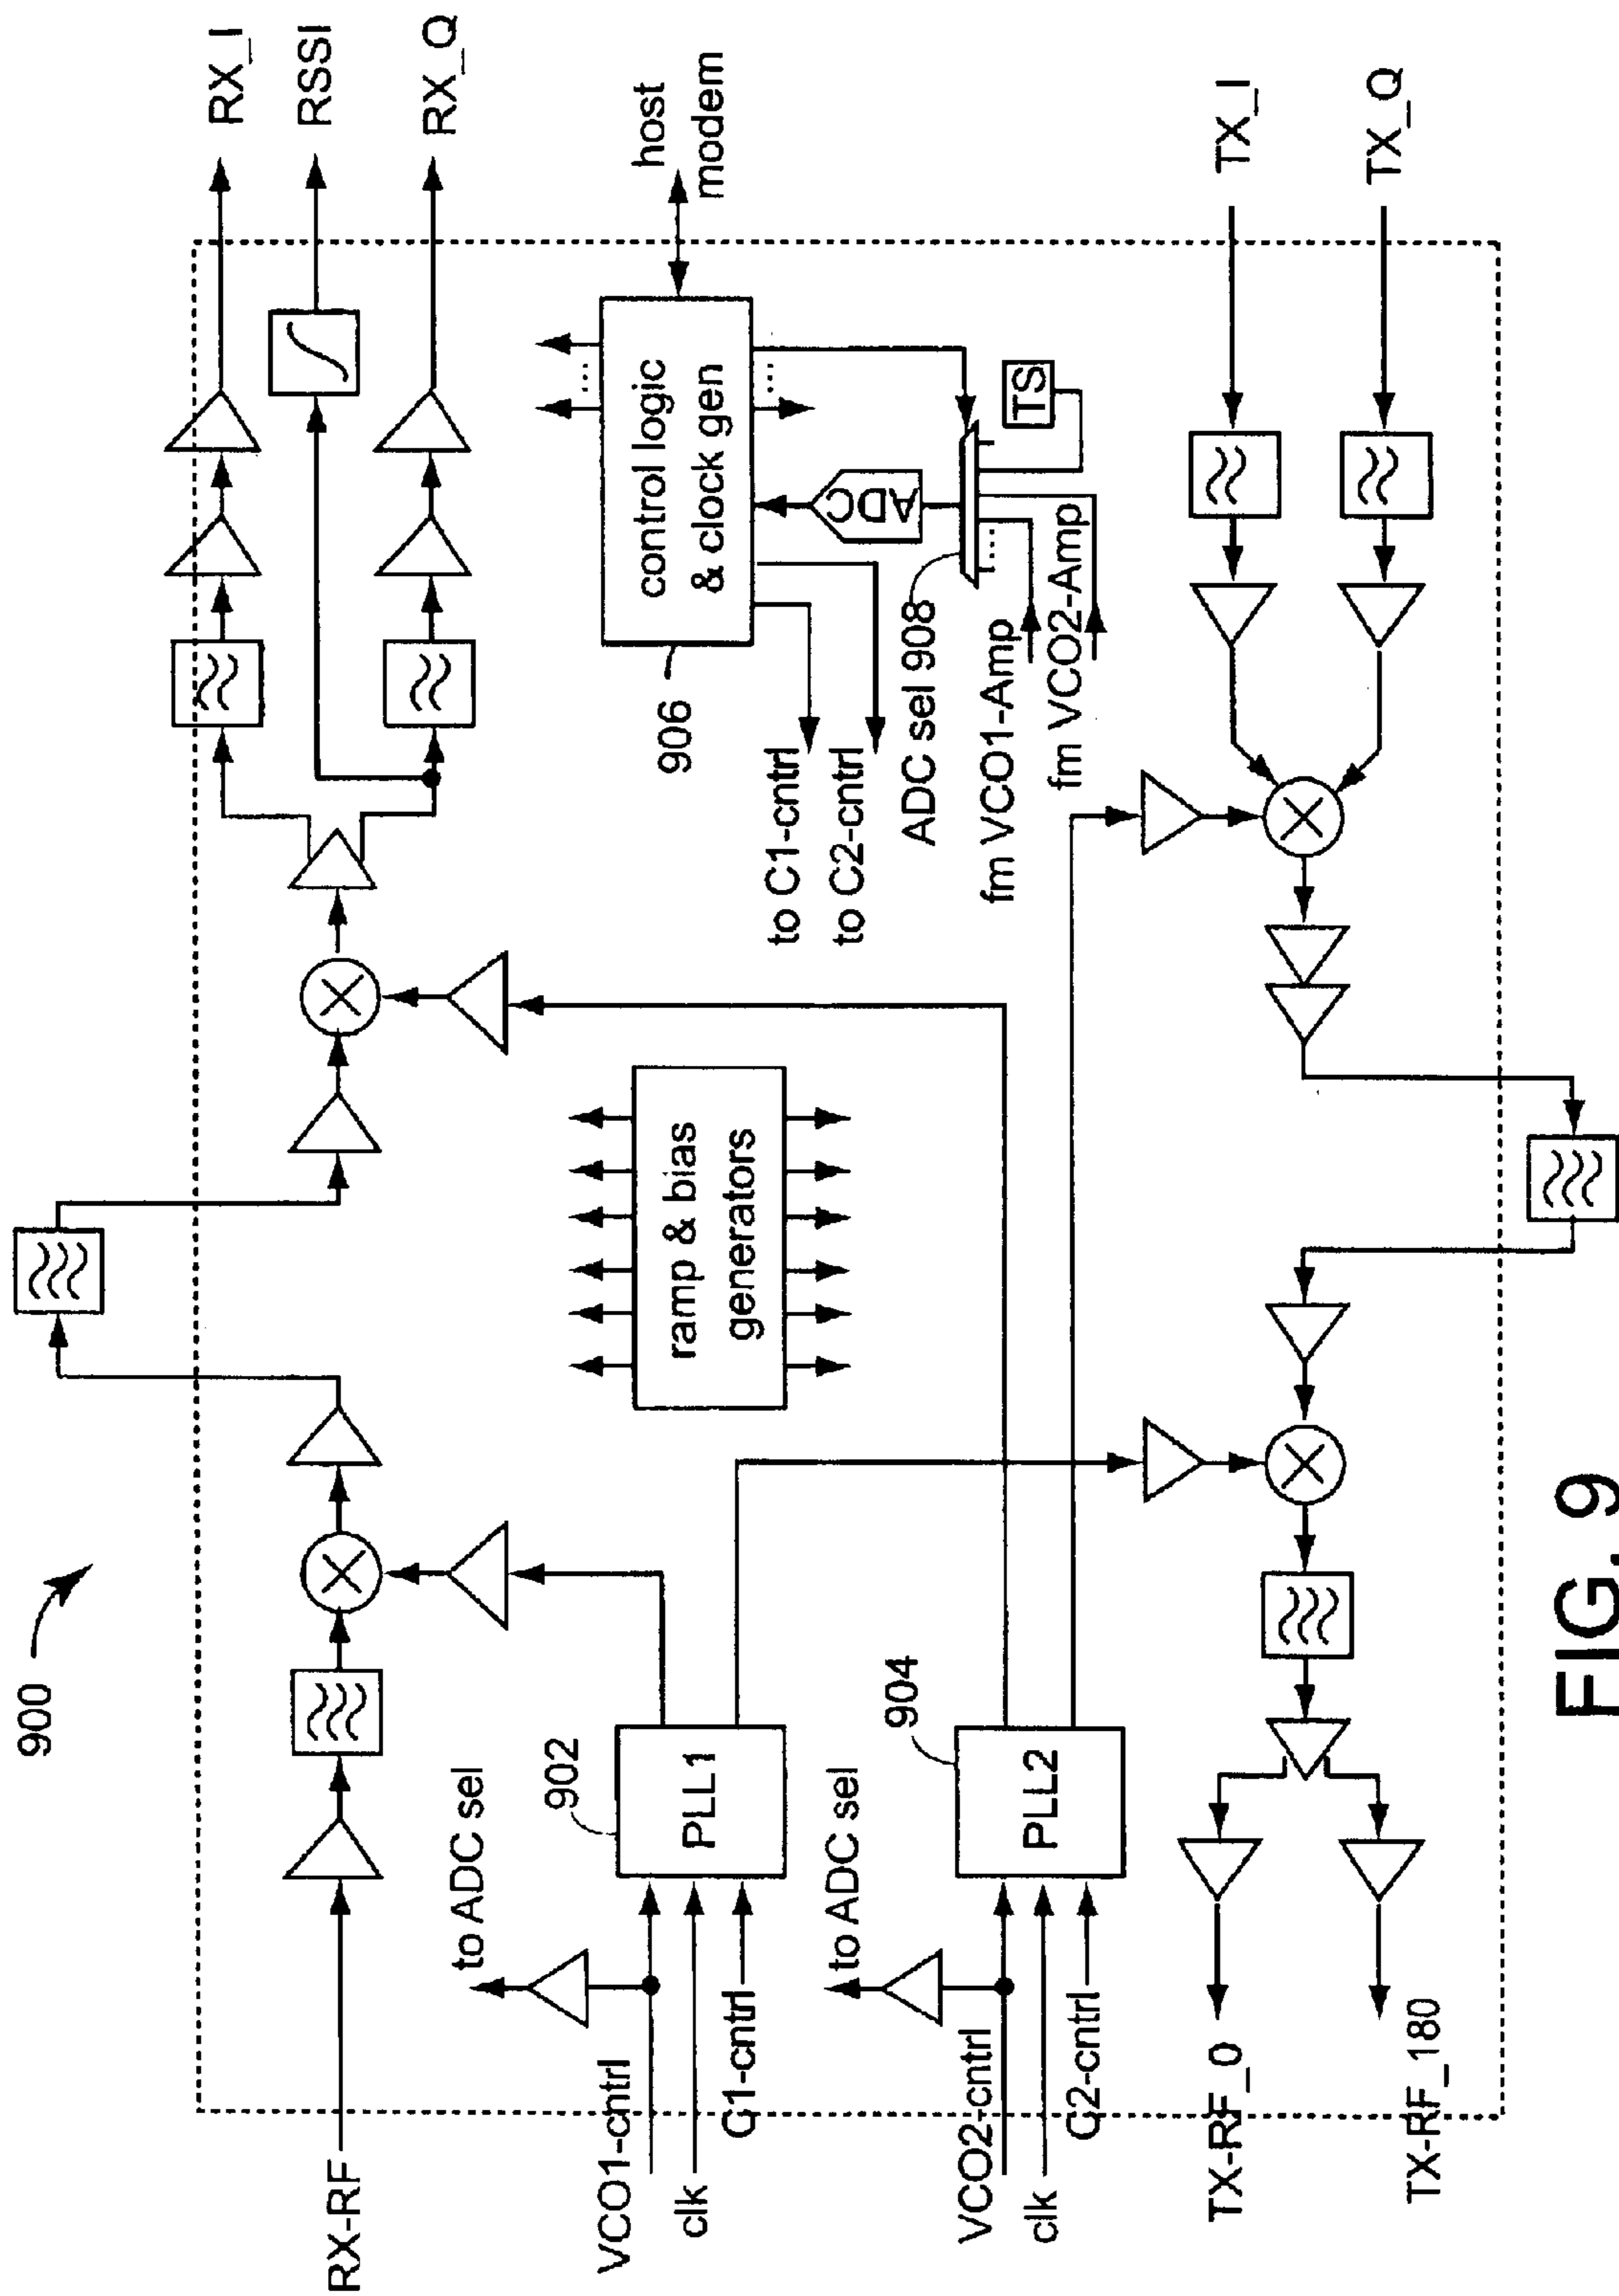 900
RX-RF
RX_I
RSSI
RX_Q
host
modem
control logic
& clock gen
906
to C1-cntrl
to C2-cntrl
ADC
TS
ADC sel 908
fm VCO1-Amp
fm VCO2-Amp
ramp & bias
generators
to ADC sel
902
PLL1
VCO1-cntrl
clk
C1-cntrl
to ADC sel
904
PLL2
VCO2-cntrl
clk
C2-cntrl
TX_I
TX_Q
TX-RF_0
TX-RF_180
FIG. 9